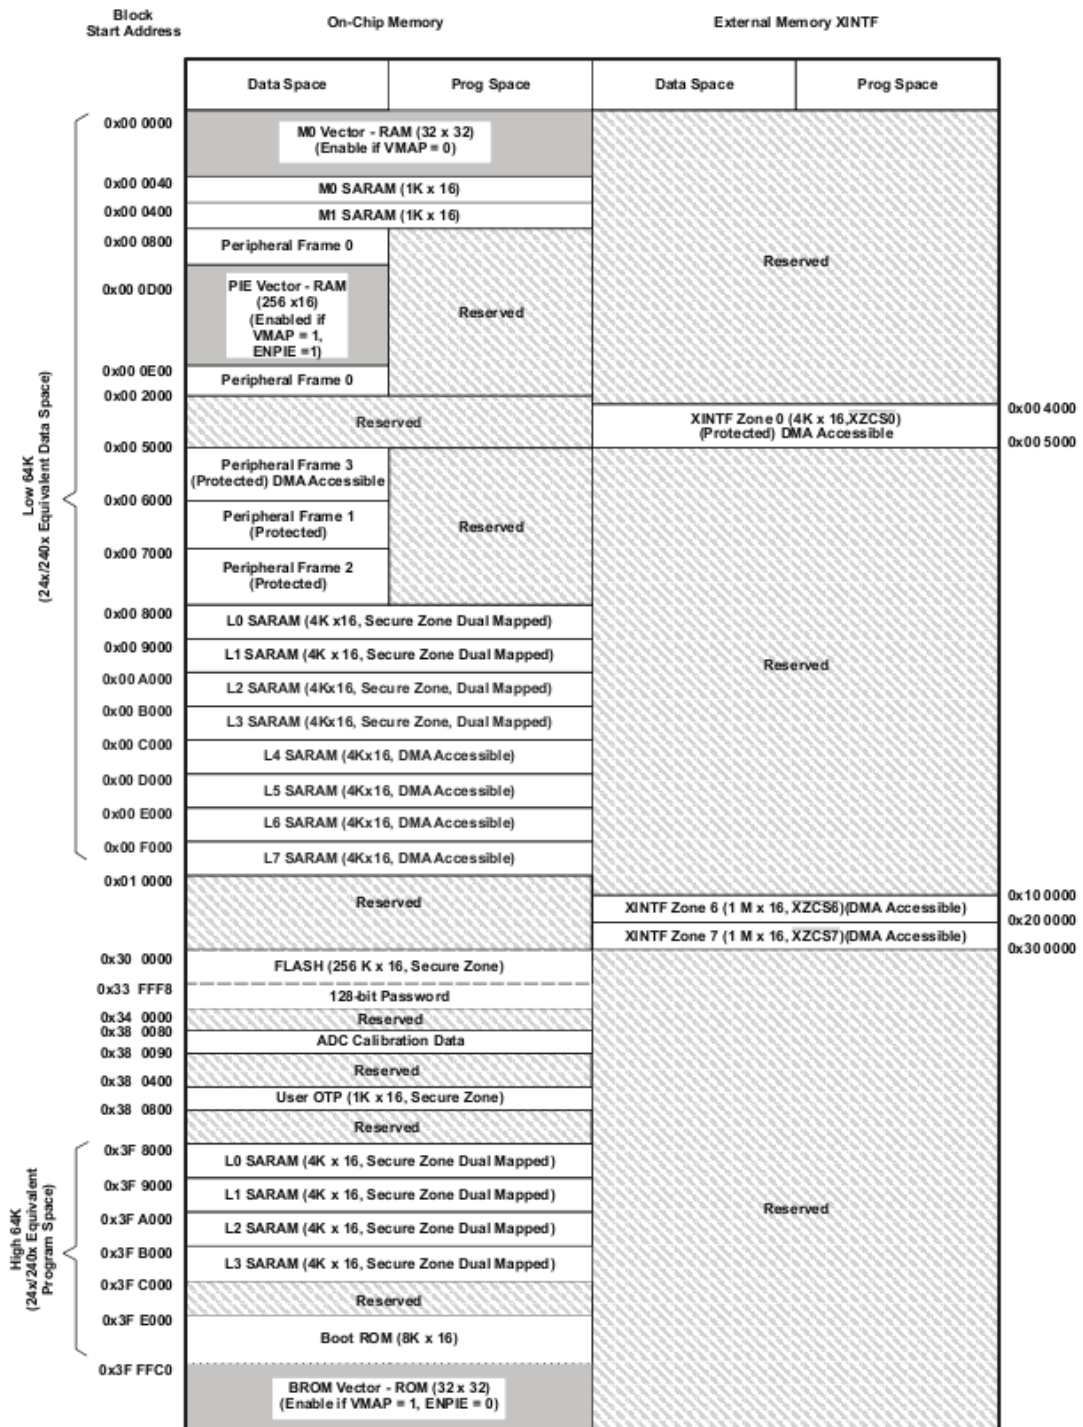 Block
Start Address
On-Chip Memory
External Memory XINTF
Data Space
Prog Space
Data Space
Prog Space
0x00 0000
M0 Vector - RAM (32 x 32)
(Enable if VMAP = 0)
0x00 0040
M0 SARAM (1K x 16)
0x00 0400
M1 SARAM (1K x 16)
0x00 0800
Peripheral Frame 0
Reserved
0x00 0D00
PIE Vector - RAM
(256 x16)
(Enabled if
VMAP = 1,
ENPIE =1)
Reserved
0x00 0E00
Peripheral Frame 0
0x00 2000
Reserved
XINTF Zone 0 (4K x 16,XZCS0)
(Protected) DMA Accessible
0x00 4000
0x00 5000
0x00 5000
Peripheral Frame 3
(Protected) DMA Accessible
0x00 6000
Peripheral Frame 1
(Protected)
Reserved
0x00 7000
Peripheral Frame 2
(Protected)
Low 64K
(24x/240x Equivalent Data Space)
0x00 8000
L0 SARAM (4K x16, Secure Zone Dual Mapped)
0x00 9000
L1 SARAM (4K x 16, Secure Zone Dual Mapped)
Reserved
0x00 A000
L2 SARAM (4Kx16, Secure Zone, Dual Mapped)
0x00 B000
L3 SARAM (4Kx16, Secure Zone, Dual Mapped)
0x00 C000
L4 SARAM (4Kx16, DMA Accessible)
0x00 D000
L5 SARAM (4Kx16, DMA Accessible)
0x00 E000
L6 SARAM (4Kx16, DMA Accessible)
0x00 F000
L7 SARAM (4Kx16, DMA Accessible)
0x01 0000
Reserved
0x10 0000
XINTF Zone 6 (1 M x 16, XZCS6)(DMA Accessible)
0x20 0000
XINTF Zone 7 (1 M x 16, XZCS7)(DMA Accessible)
0x30 0000
0x30 0000
FLASH (256 K x 16, Secure Zone)
0x33 FFF8
128-bit Password
0x34 0000
Reserved
0x38 0080
ADC Calibration Data
0x38 0090
Reserved
0x38 0400
User OTP (1K x 16, Secure Zone)
0x38 0800
Reserved
0x3F 8000
L0 SARAM (4K x 16, Secure Zone Dual Mapped)
0x3F 9000
L1 SARAM (4K x 16, Secure Zone Dual Mapped)
Reserved
0x3F A000
L2 SARAM (4K x 16, Secure Zone Dual Mapped)
0x3F B000
L3 SARAM (4K x 16, Secure Zone Dual Mapped)
High 64K
(24x/240x Equivalent
Program Space)
0x3F C000
Reserved
0x3F E000
Boot ROM (8K x 16)
0x3F FFC0
BROM Vector - ROM (32 x 32)
(Enable if VMAP = 1, ENPIE = 0)